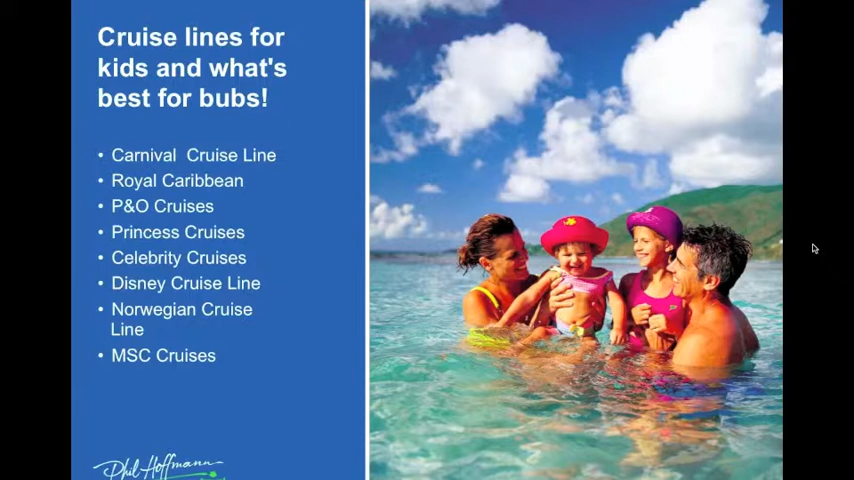 Cruise lines for
kids and what's
best for bubs!
• Carnival Cruise Line
• Royal Caribbean
• P&O Cruises
• Princess Cruises
• Celebrity Cruises
• Disney Cruise Line
• Norwegian Cruise
Line
• MSC Cruises
Phil Hoffmann